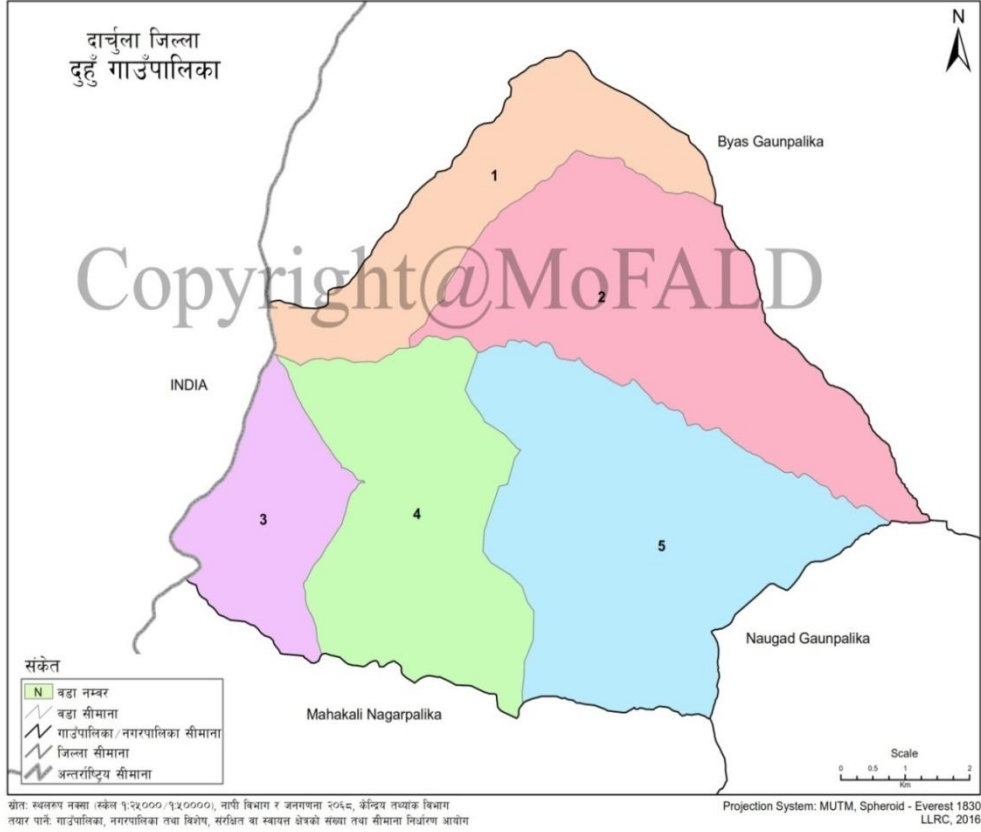 दार्चुला जिल्ला
दुहुँ गाउँपालिका
N
Byas Gaunpalika
1
Copyright@MoFALD
2
INDIA
3
4
5
Naugad Gaunpalika
Mahakali Nagarpalika
संकेत
N वडा नम्बर
वडा सीमाना
गाउँपालिका/नगरपालिका सीमाना
जिल्ला सीमाना
अन्तर्राष्ट्रिय सीमाना
Scale
0 0.5 1 2
Km
स्रोतः स्थलरुप नक्सा (स्केल १:२५०००/१:५००००), नापी विभाग र जनगणना २०६८, केन्द्रिय तथ्यांक विभाग
तयार पार्नेः गाउँपालिका, नगरपालिका तथा विशेष, संरक्षित वा स्वायत्त क्षेत्रको संख्या तथा सीमाना निर्धारण आयोग
Projection System: MUTM, Spheroid - Everest 1830
LLRC, 2016